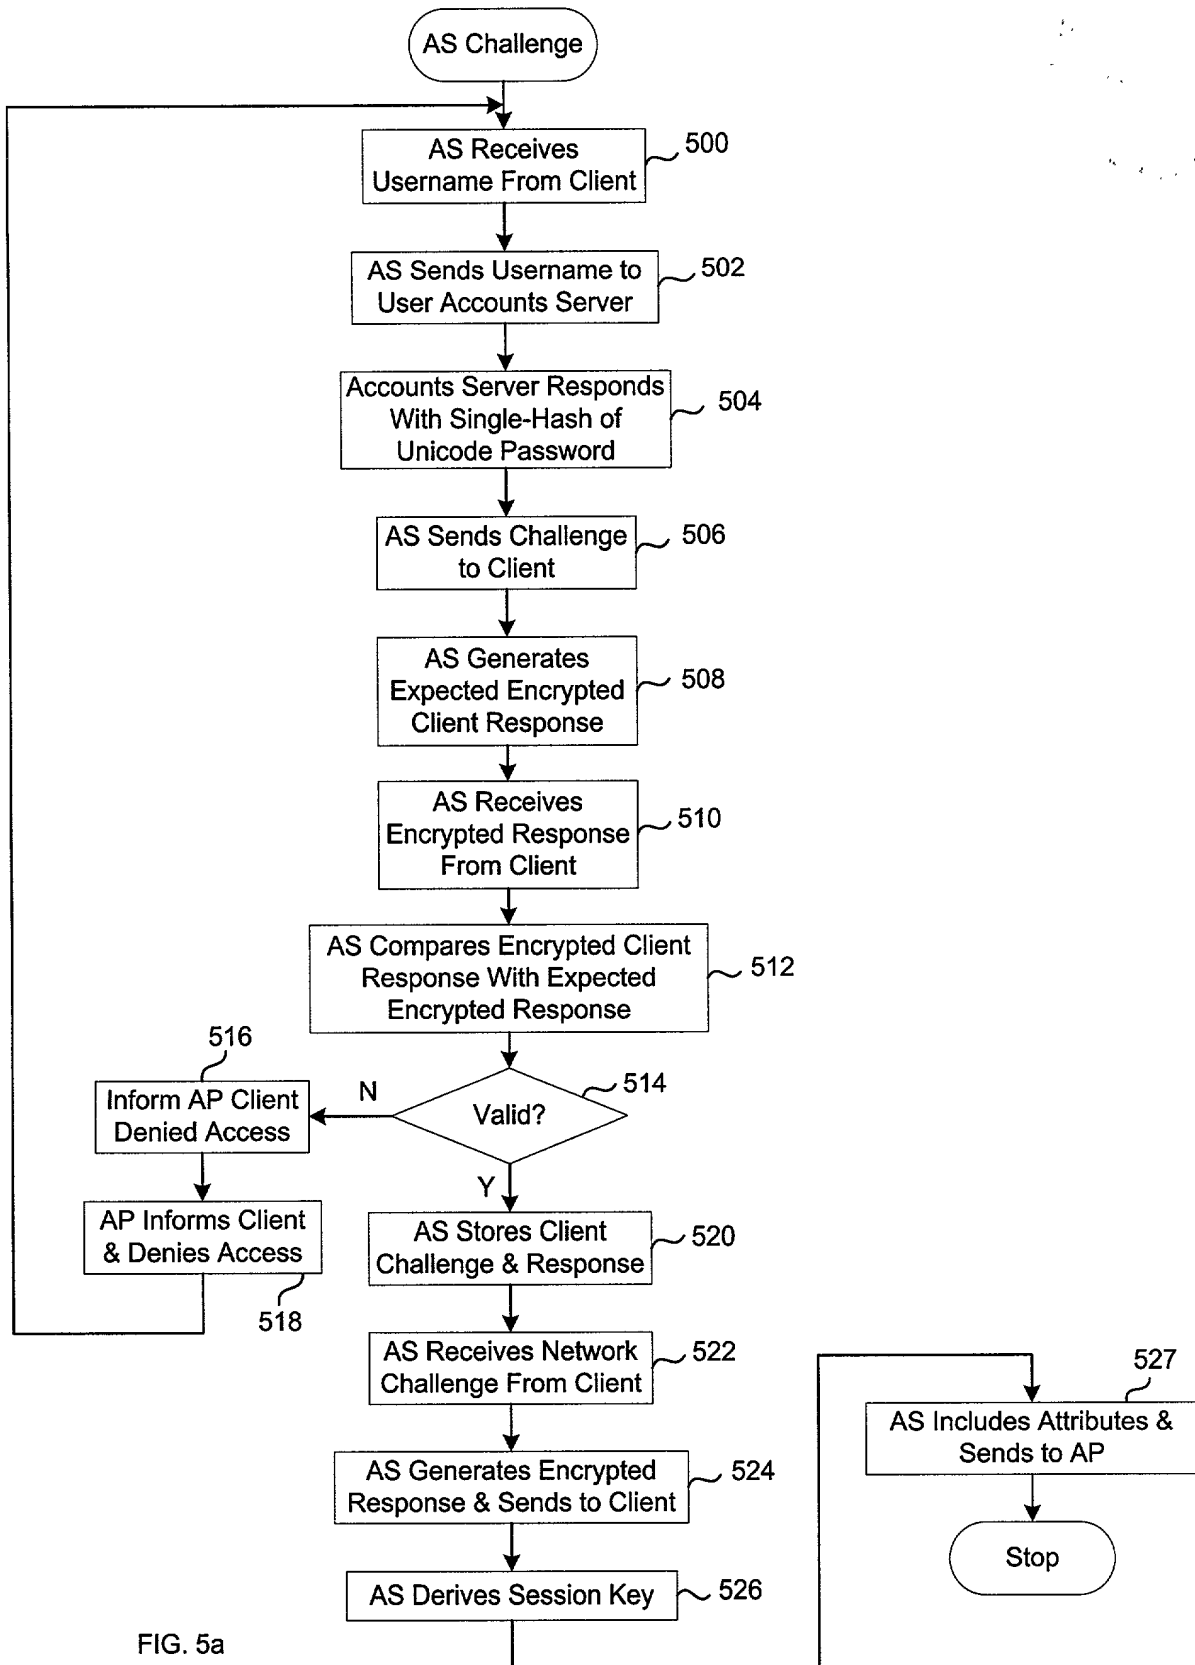 AS Challenge
AS Receives
Username From Client
500
AS Sends Username to
User Accounts Server
502
Accounts Server Responds
With Single-Hash of
Unicode Password
504
AS Sends Challenge
to Client
506
AS Generates
Expected Encrypted
Client Response
508
AS Receives
Encrypted Response
From Client
510
AS Compares Encrypted Client
Response With Expected
Encrypted Response
512
Valid?
514
N
516
Inform AP Client
Denied Access
AP Informs Client
& Denies Access
518
Y
AS Stores Client
Challenge & Response
520
AS Receives Network
Challenge From Client
522
AS Generates Encrypted
Response & Sends to Client
524
AS Derives Session Key
526
527
AS Includes Attributes &
Sends to AP
Stop
FIG. 5a